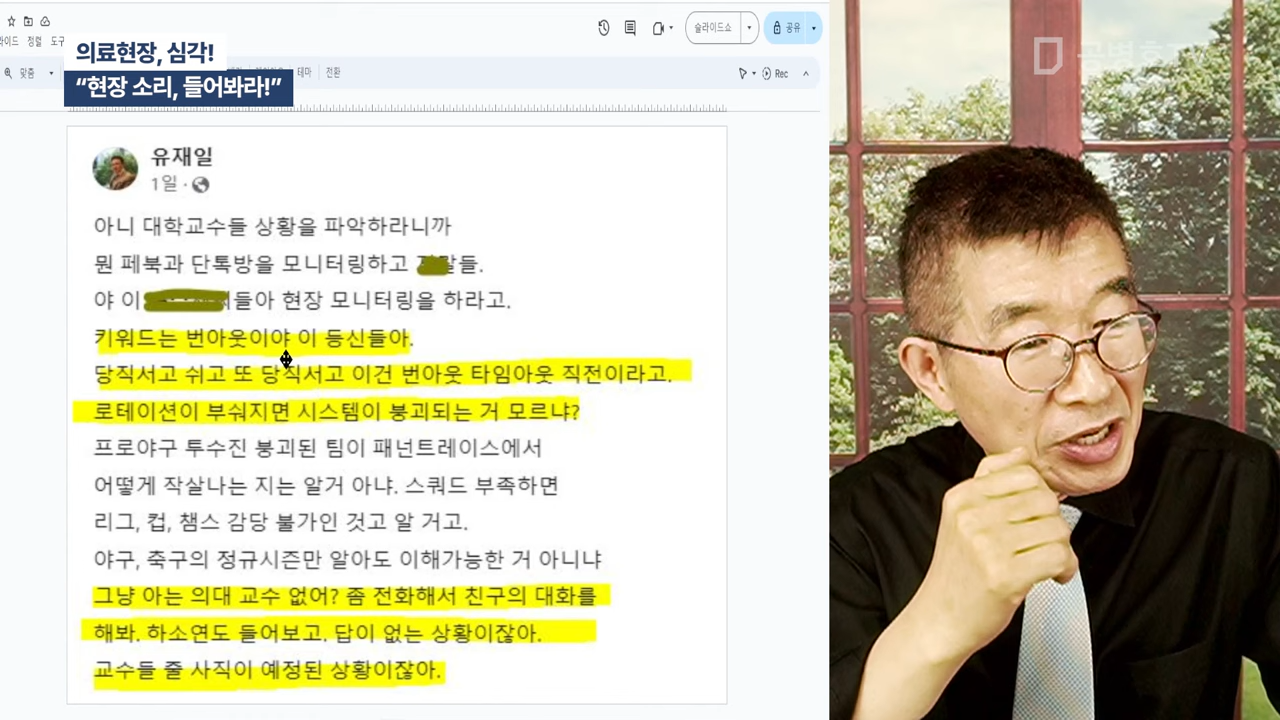 의료현장, 심각!
“현장 소리, 들어봐라!”
정렬
슬라이드쇼
공유
맞춤
테마
전환
Rec
유재일
1일
아니 대학교수들 상황을 파악하라니까
뭔 페북과 단톡방을 모니터링하고
야 이 들아 현장 모니터링을 하라고.
키워드는 번아웃이야 이 등신들아.
당직서고 쉬고 또 당직서고 이건 번아웃 타임아웃 직전이라고.
로테이션이 부숴지면 시스템이 붕괴되는 거 모르냐?
프로야구 투수진 붕괴된 팀이 패넌트레이스에서
어떻게 작살나는 지는 알거 아냐. 스쿼드 부족하면
리그, 컵, 챔스 감당 불가인 것고 알 거고.
야구, 축구의 정규시즌만 알아도 이해가능한 거 아니냐
그냥 아는 의대 교수 없어? 좀 전화해서 친구의 대화를
해봐. 하소연도 들어보고. 답이 없는 상황이잖아.
교수들 줄 사직이 예정된 상황이잖아.